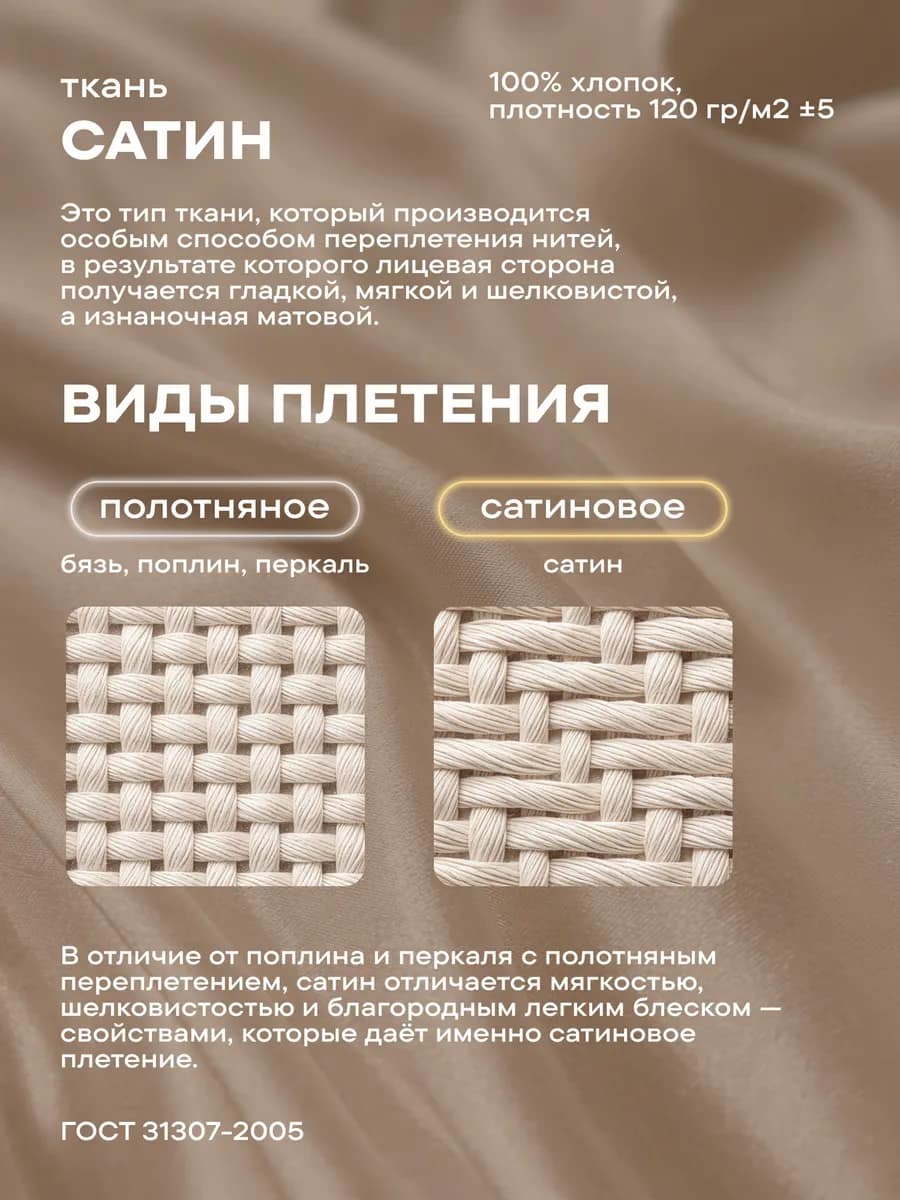 ткань
САТИН
100% хлопок,
плотность 120 гр/м2 ±5
Это тип ткани, который производится
особым способом переплетения нитей,
в результате которого лицевая сторона
получается гладкой, мягкой и шелковистой,
а изнаночная матовой.
ВИДЫ ПЛЕТЕНИЯ
полотняное
бязь, поплин, перкаль
сатиновое
сатин
В отличие от поплина и перкаля с полотняным
переплетением, сатин отличается мягкостью,
шелковистостью и благородным легким блеском —
свойствами, которые даёт именно сатиновое
плетение.
ГОСТ 31307-2005